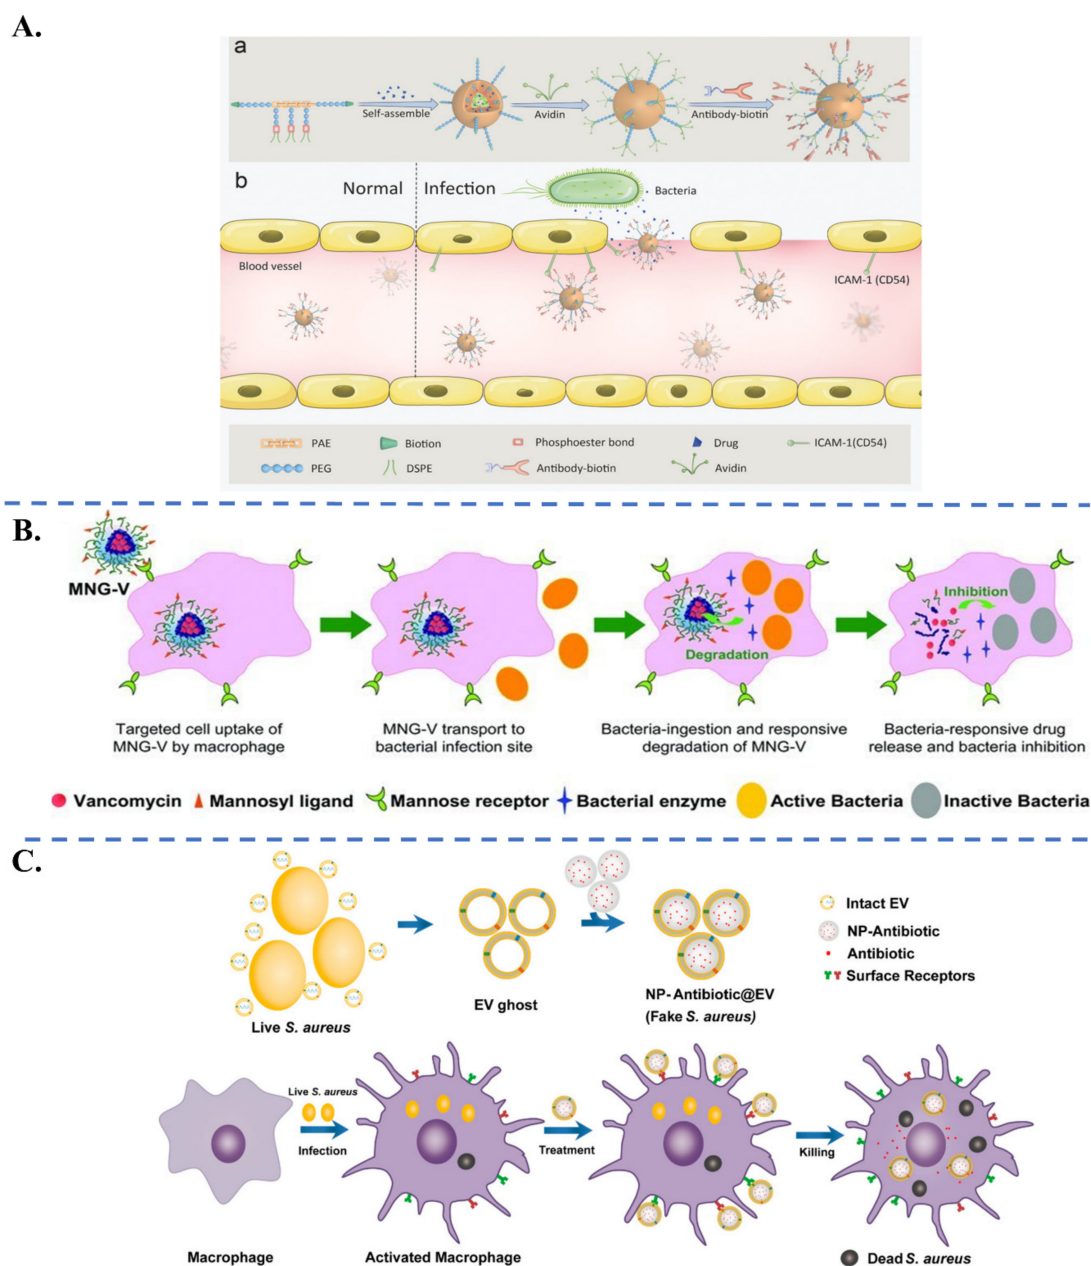 A.
a
Self-assemble
Avidin
Antibody-biotin
b
Normal
Infection
Bacteria
Blood vessel
ICAM-1 (CD54)
PAE
Biotion
Phosphoester bond
Drug
ICAM-1(CD54)
PEG
DSPE
Antibody-biotin
Avidin
B.
MNG-V
Degradation
Inhibition
Targeted cell uptake of
MNG-V by macrophage
MNG-V transport to
bacterial infection site
Bacteria-ingestion and responsive
degradation of MNG-V
Bacteria-responsive drug
release and bacteria inhibition
Vancomycin
Mannosyl ligand
Mannose receptor
Bacterial enzyme
Active Bacteria
Inactive Bacteria
C.
Live S. aureus
EV ghost
NP-Antibiotic@EV
(Fake S. aureus)
Intact EV
NP-Antibiotic
Antibiotic
Surface Receptors
Live S. aureus
Infection
Treatment
Killing
Macrophage
Activated Macrophage
Dead S. aureus